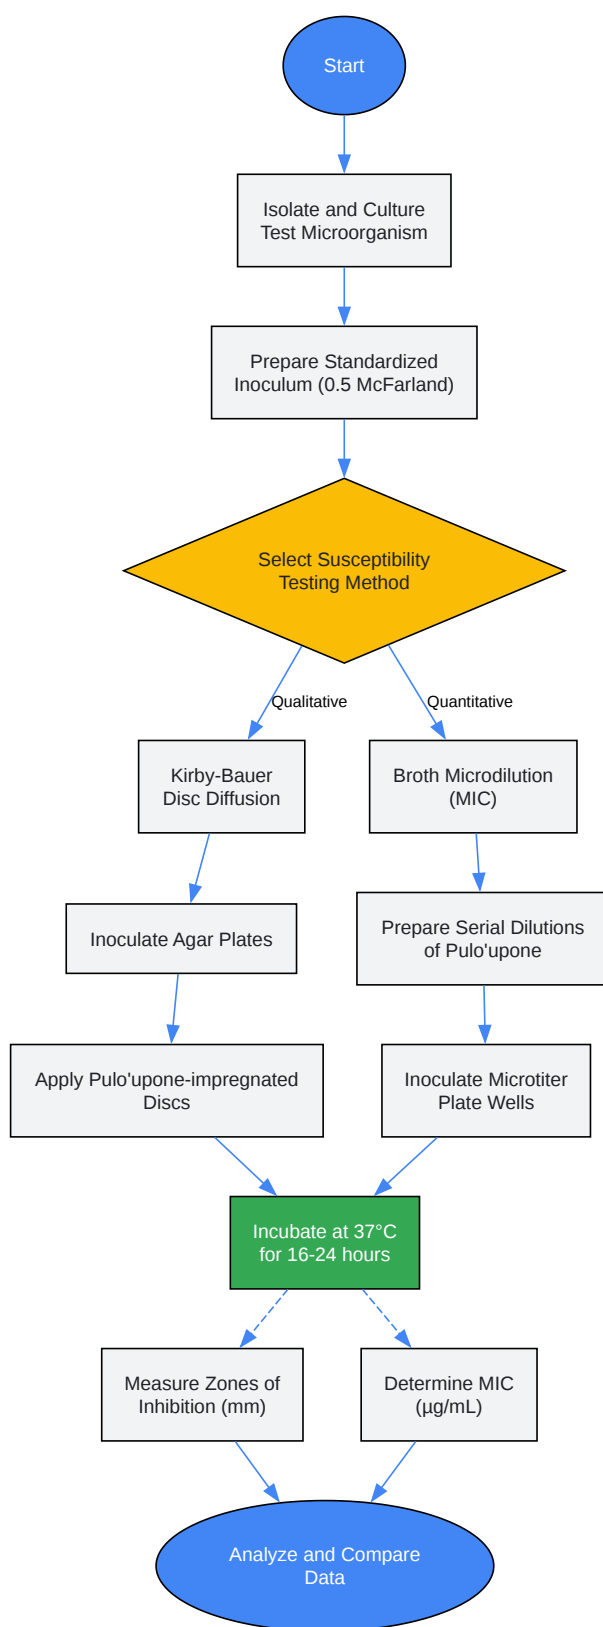 Start
Isolate and Culture
Test Microorganism
Prepare Standardized
Inoculum (0.5 McFarland)
Select Susceptibility
Testing Method
Qualitative
Quantitative
Kirby-Bauer
Disc Diffusion
Broth Microdilution
(MIC)
Inoculate Agar Plates
Prepare Serial Dilutions
of Pulo'upone
Apply Pulo'upone-impregnated
Discs
Inoculate Microtiter
Plate Wells
Incubate at 37°C
for 16-24 hours
Measure Zones of
Inhibition (mm)
Determine MIC
(µg/mL)
Analyze and Compare
Data